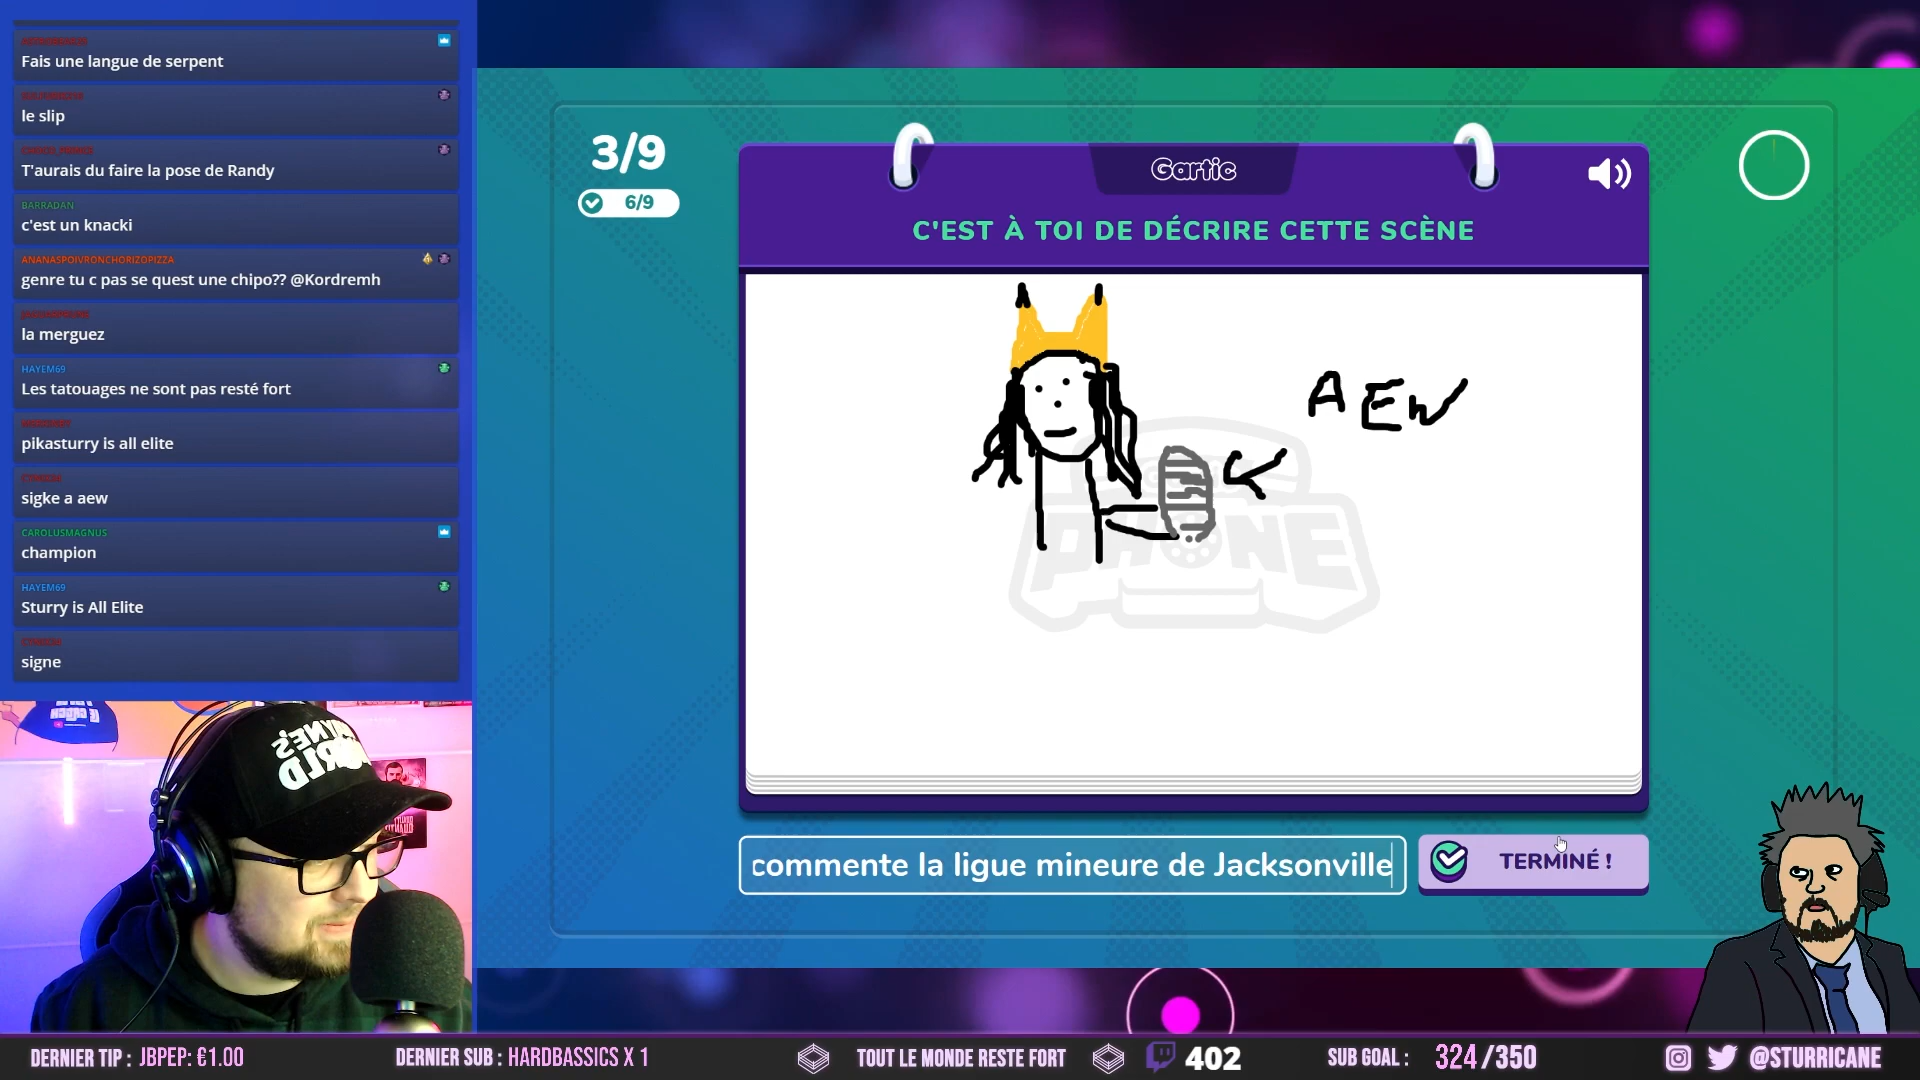 Fais une langue de serpent
le slip
T'aurais du faire la pose de Randy
BARRADAN
c'est un knacki
ANANASPOIVRONCHORIZOPIZZA
genre tu c pas se quest une chipo?? @Kordremh
la merguez
HAYEM69
Les tatouages ne sont pas resté fort
pikasturry is all elite
sigke a aew
CAROLUSMAGNUS
champion
HAYEM69
Sturry is All Elite
signe
3/9
6/9
Gartic
C'EST À TOI DE DÉCRIRE CETTE SCÈNE
AEW
PHONE
commente la ligue mineure de Jacksonville
TERMINÉ !
DERNIER TIP : JBPEP: €1.00
DERNIER SUB : HARDBASSICS X 1
TOUT LE MONDE RESTE FORT
402
SUB GOAL : 324/350
@STURRICANE